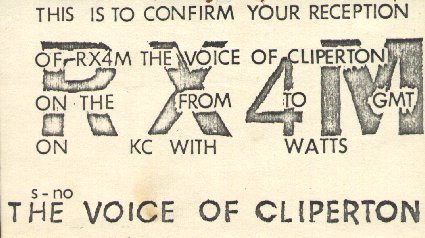 THIS IS TO CONFIRM YOUR RECEPTION
OF RX4M THE VOICE OF CLIPERTON
RX4M
ON THE FROM TO GMT
ON KC WITH WATTS
s-no
THE VOICE OF CLIPERTON